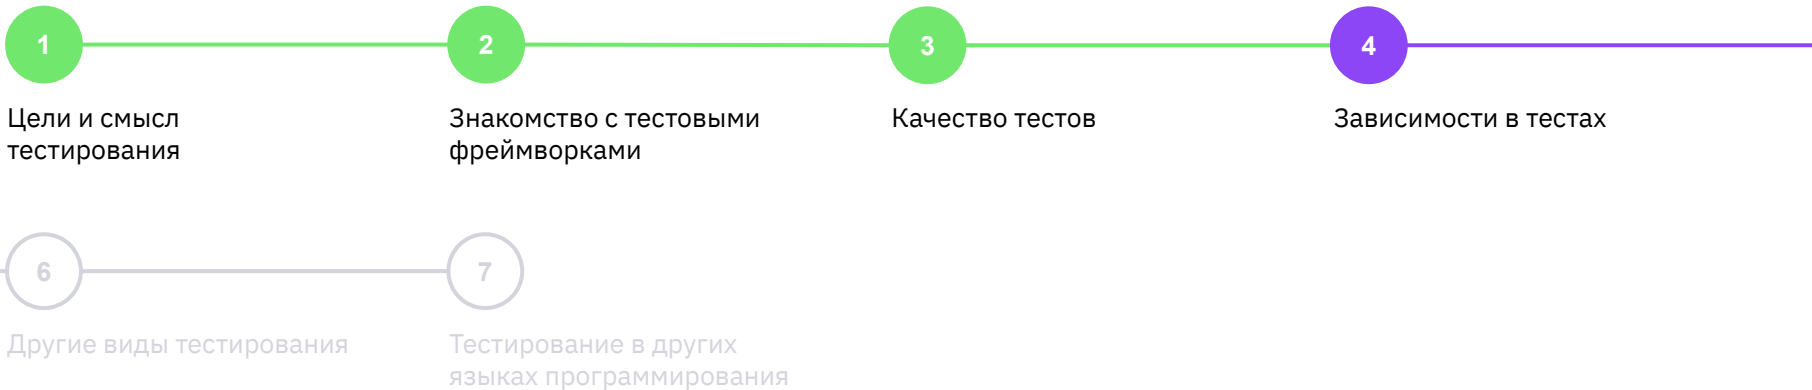 1
2
3
4
Цели и смысл
тестирования
Знакомство с тестовыми
фреймворками
Качество тестов
Зависимости в тестах
6
7
Другие виды тестирования
Тестирование в других
языках программирования